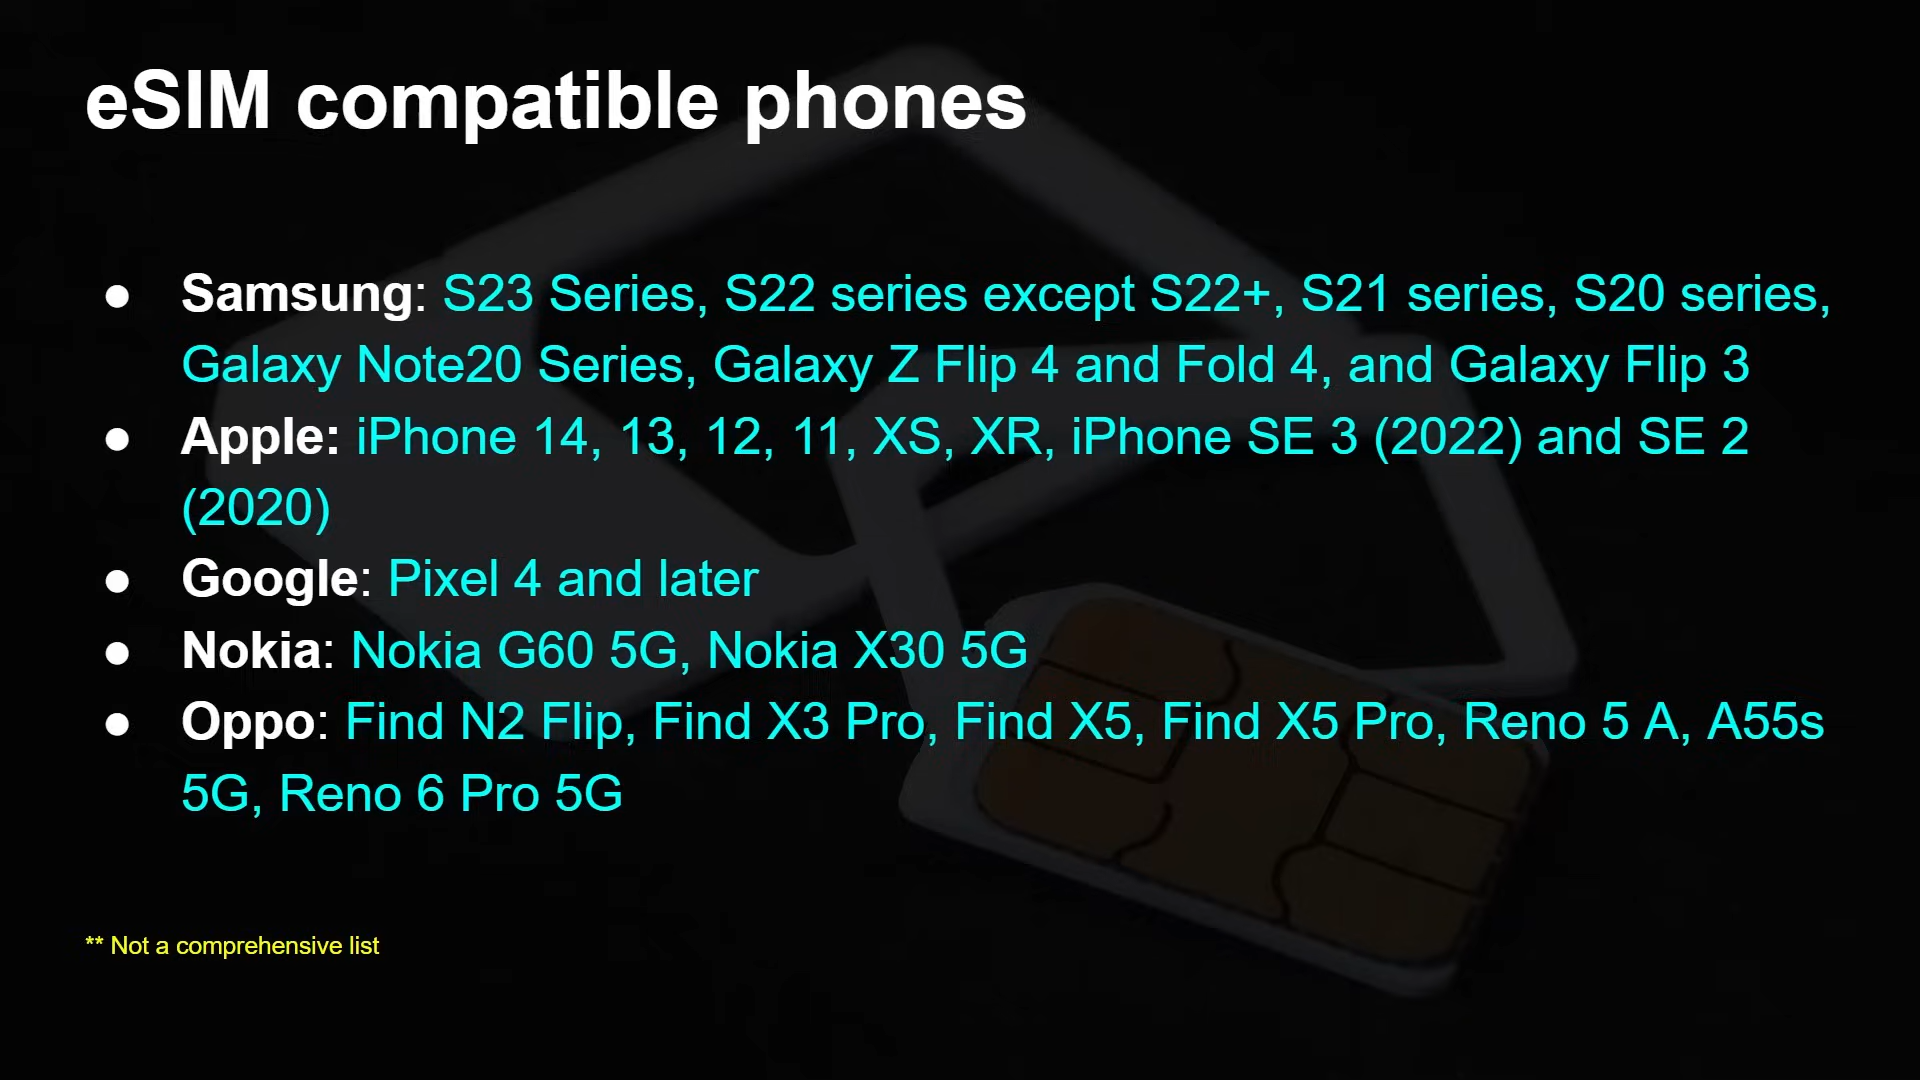 eSIM compatible phones
● Samsung: S23 Series, S22 series except S22+, S21 series, S20 series,
Galaxy Note20 Series, Galaxy Z Flip 4 and Fold 4, and Galaxy Flip 3
● Apple: iPhone 14, 13, 12, 11, XS, XR, iPhone SE 3 (2022) and SE 2
(2020)
● Google: Pixel 4 and later
● Nokia: Nokia G60 5G, Nokia X30 5G
● Oppo: Find N2 Flip, Find X3 Pro, Find X5, Find X5 Pro, Reno 5 A, A55s
5G, Reno 6 Pro 5G
** Not a comprehensive list